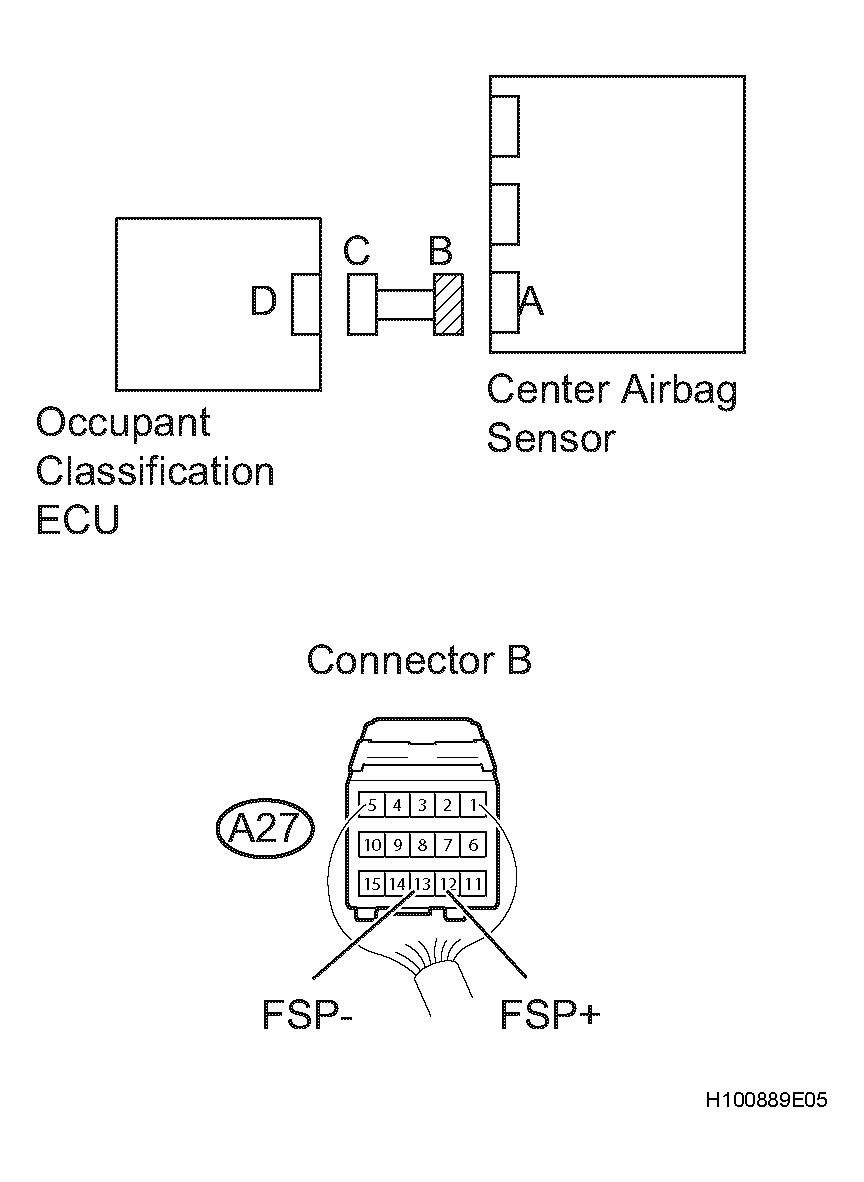 C B
D A
Center Airbag
Sensor
Occupant
Classification
ECU
Connector B
A27
5 4 3 2 1
10 9 8 7 6
15 14 13 12 11
FSP- FSP+
H100889E05